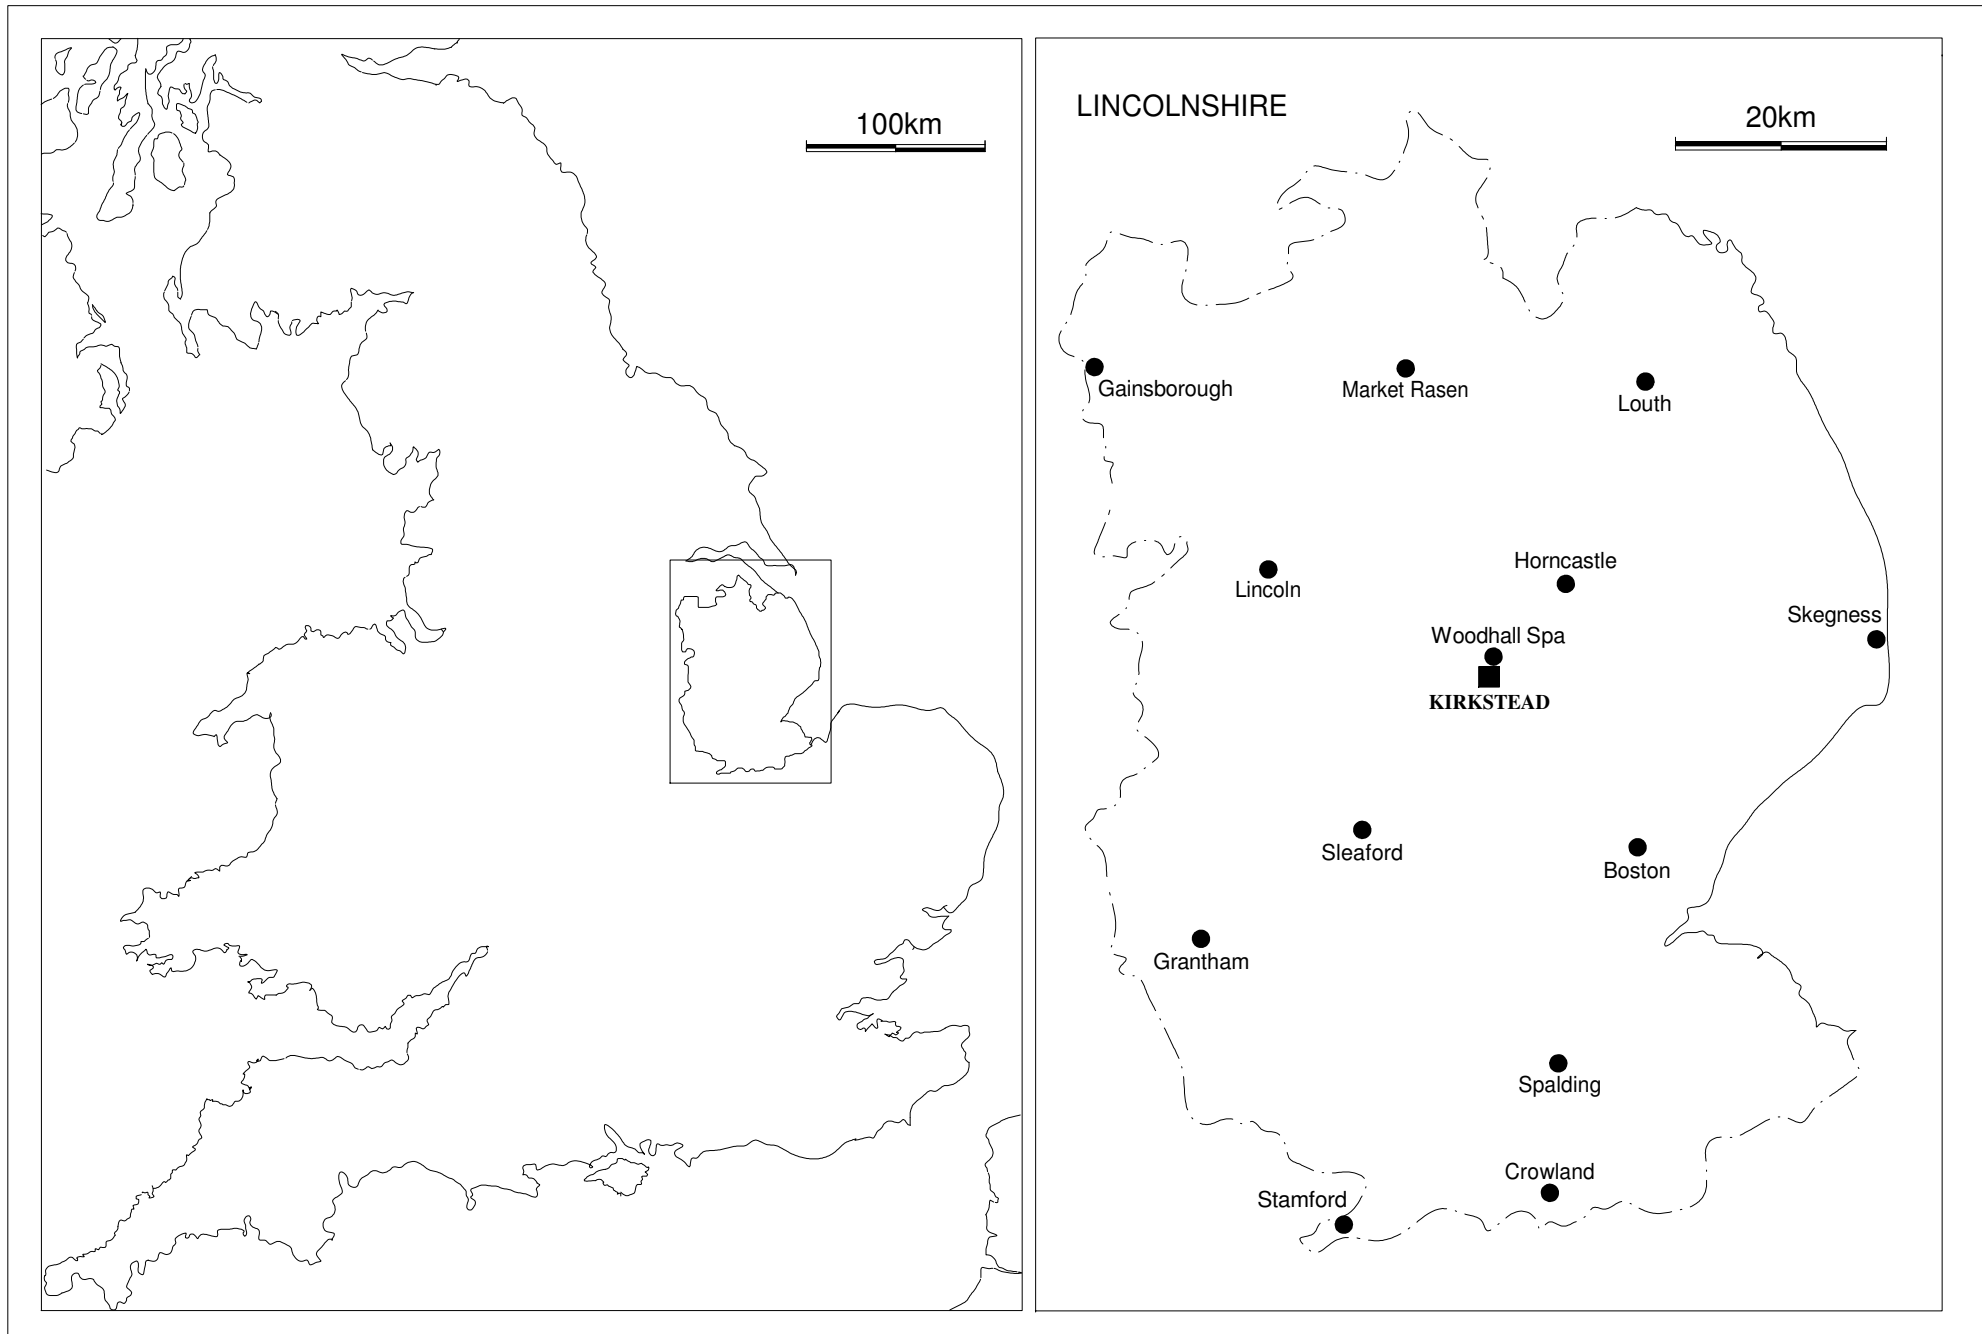 100km
LINCOLNSHIRE
20km
Gainsborough
Market Rasen
Louth
Horncastle
Lincoln
Skegness
Woodhall Spa
KIRKSTEAD
Sleaford
Boston
Grantham
Spalding
Crowland
Stamford